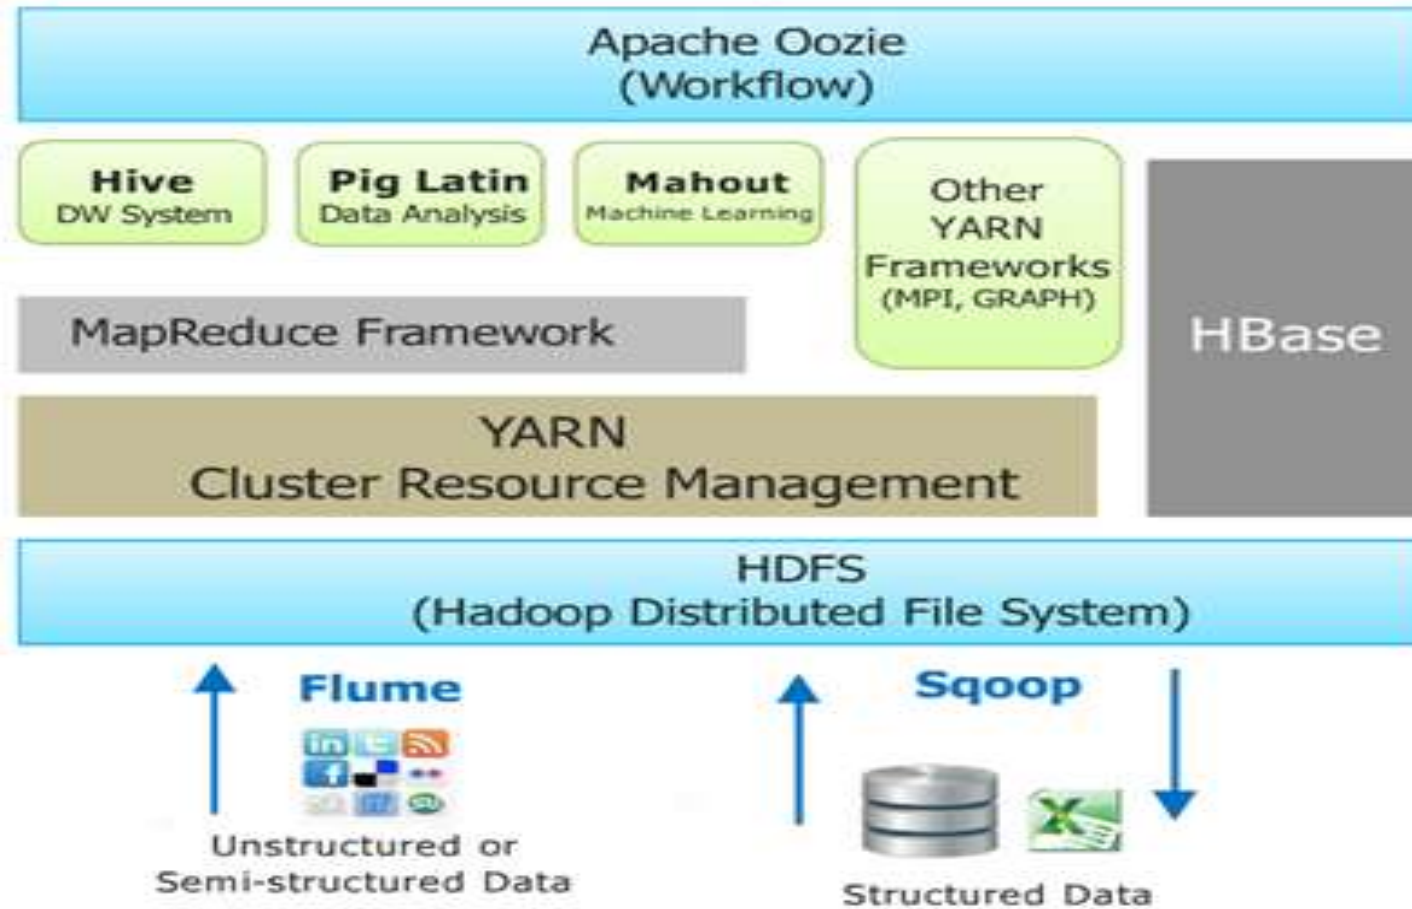 Apache Oozie
(Workflow)
Hive
DW System
Pig Latin
Data Analysis
Mahout
Machine Learning
Other
YARN
Frameworks
(MPI, GRAPH)
HBase
MapReduce Framework
YARN
Cluster Resource Management
HDFS
(Hadoop Distributed File System)
Flume
in
Unstructured or
Semi-structured Data
Sqoop
Structured Data